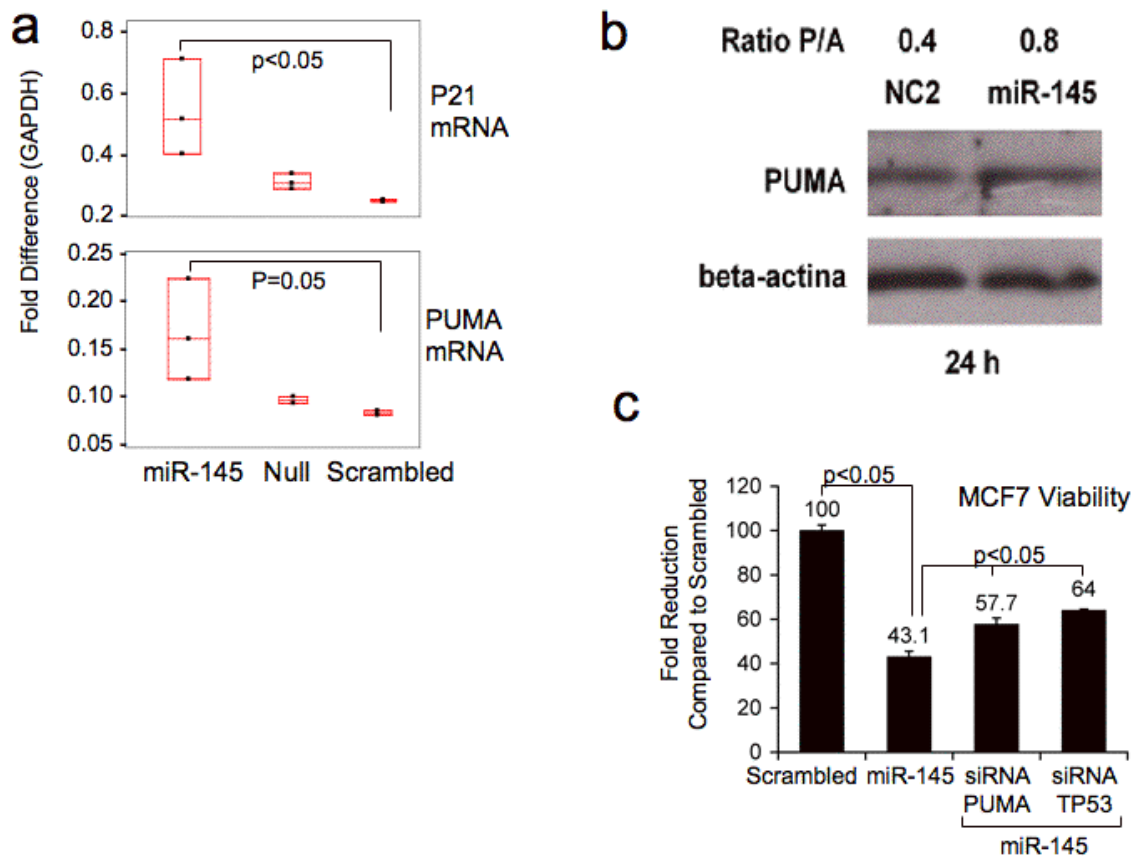 a
Fold Difference (GAPDH)
0.8
0.6
0.4
0.2
p<0.05
P21
mRNA
0.25
0.20
0.15
0.10
0.05
P=0.05
PUMA
mRNA
miR-145 Null Scrambled
b
Ratio P/A 0.4 0.8
NC2 miR-145
PUMA
beta-actina
24 h
c
MCF7 Viability
Fold Reduction
Compared to Scrambled
120
100
80
60
40
20
0
p<0.05
p<0.05
100
43.1
57.7
64
Scrambled miR-145 siRNA siRNA
PUMA TP53
miR-145